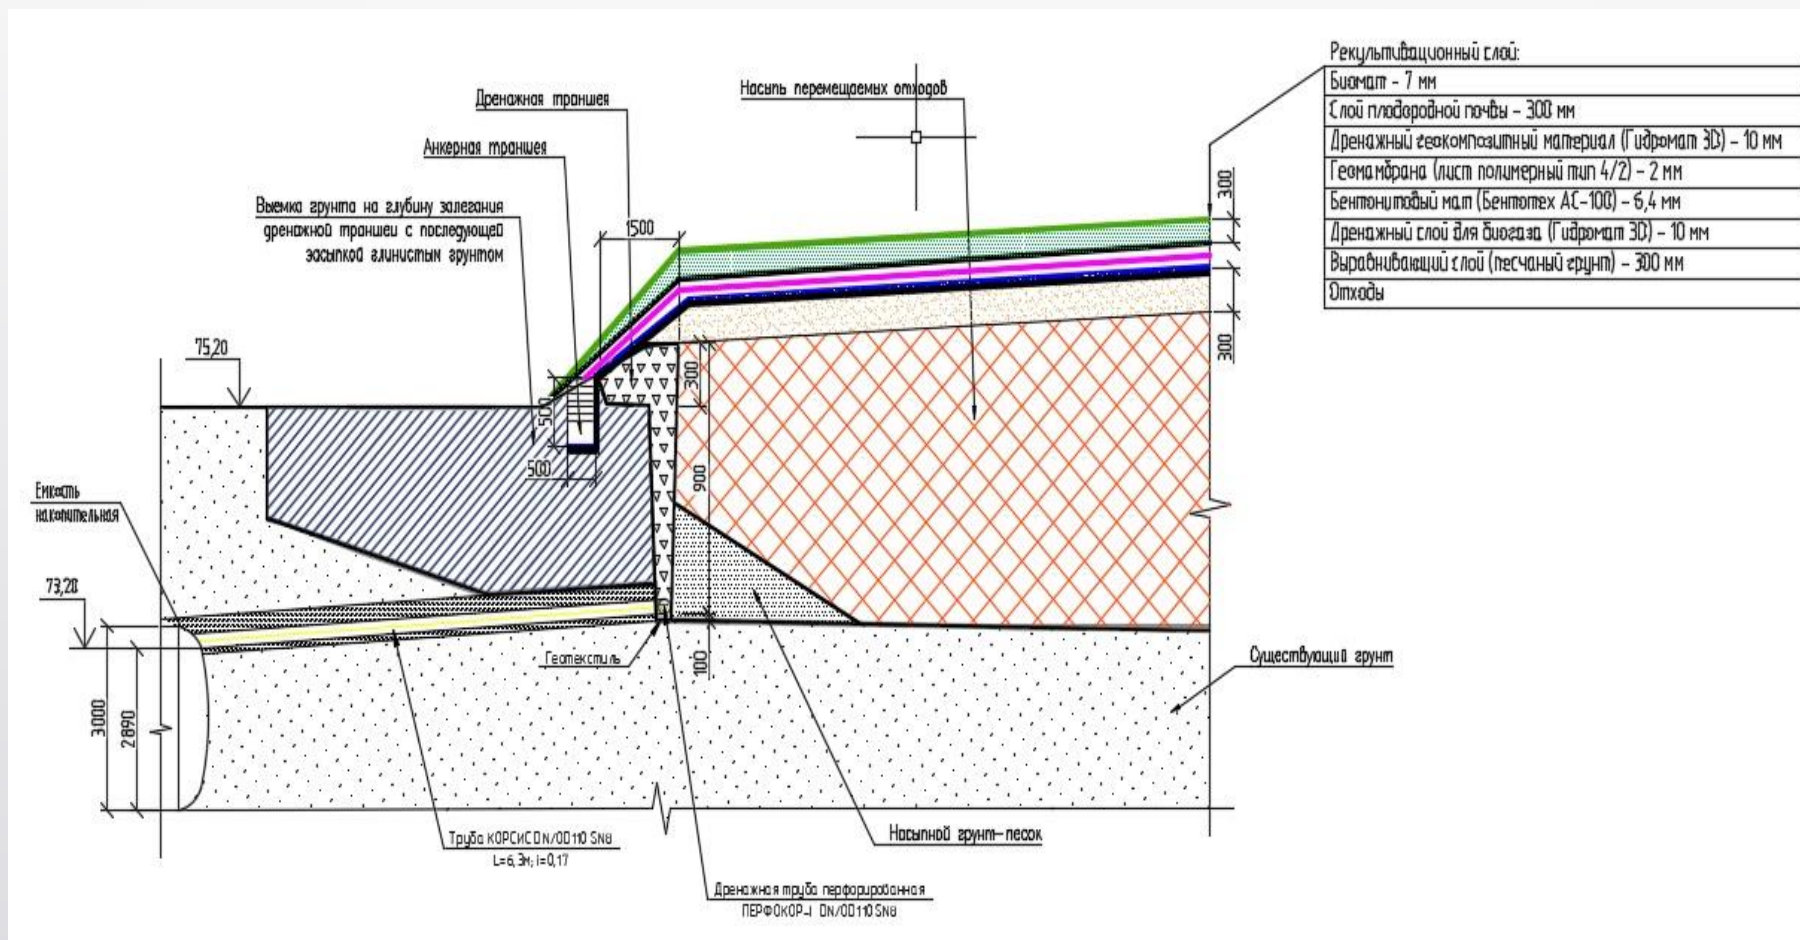 Рекультивационный слой:
Биомат - 7 мм
Слой плодородной почвы - 300 мм
Дренажный геокомпозитный материал (Гидромат 3D) - 10 мм
Геомамбрана (лист полимерный тип 4/2) - 2 мм
Бентонитовый мат (Бентотех АС-100) - 6,4 мм
Дренажный слой для биогаза (Гидромат 3D) - 10 мм
Выравнивающий слой (песчаный грунт) - 300 мм
Отходы
Насыпь перемещаемых отходов
Дренажная траншея
Анкерная траншея
Выемка грунта на глубину залегания
дренажной траншеи с последующей
засыпкой глинистым грунтом
1500
300
300
75,20
300
500
500
900
Емкость
накопительная
73,20
Геотекстиль
100
Существующий грунт
3000
2890
Труба КОРСИС DN/OD110 SN8
L=6,3м; i=0,17
Насыпной грунт-песок
Дренажная труба перфорированная
ПЕРФОКОР-I DN/OD110 SN8